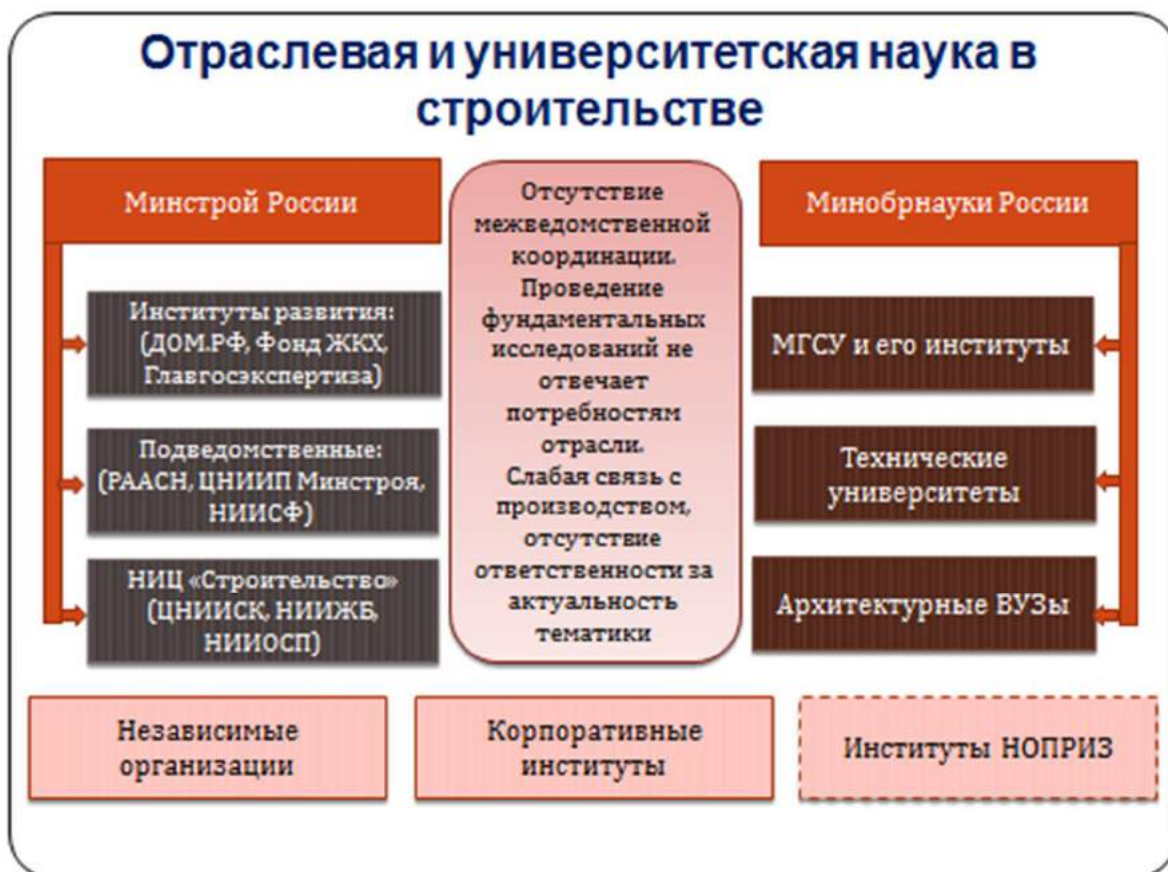 Отраслевая и университетская наука в
строительстве
Минстрой России
Институты развития:
(ДОМ.РФ, Фонд ЖКХ,
Главгосэкспертиза)
Подведомственные:
(РААСН, ЦНИИП Минстроя,
НИИСФ)
НИЦ «Строительство»
(ЦНИИСК, НИИЖБ,
НИИОСП)
Отсутствие
межведомственной
координации.
Проведение
фундаментальных
исследований не
отвечает
потребностям
отрасли.
Слабая связь с
производством,
отсутствие
ответственности за
актуальность
тематики
Минобрнауки России
МГСУ и его институты
Технические
университеты
Архитектурные ВУЗы
Независимые
организации
Корпоративные
институты
Институты НОПРИЗ